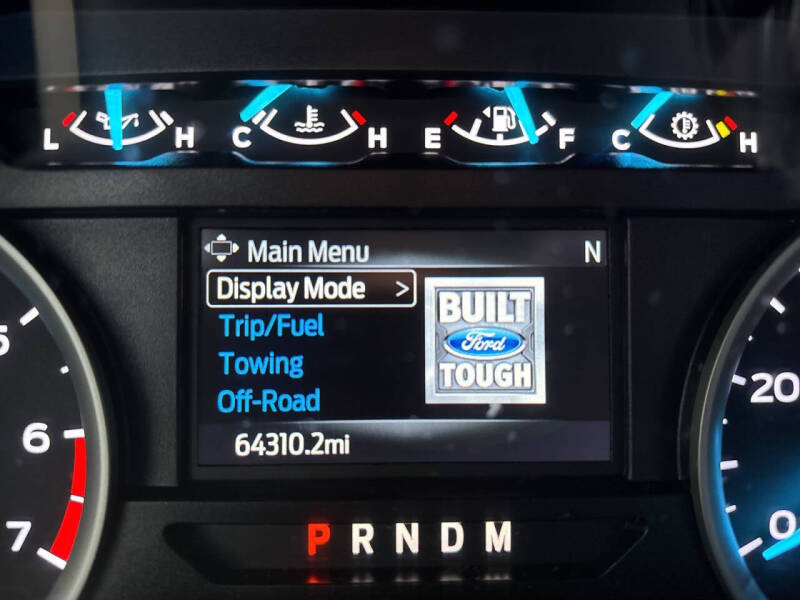 L H C H E F C H
Main Menu N
Display Mode >
Trip/Fuel
Towing
Off-Road
BUILT
Ford
TOUGH
64310.2mi
5
6
7
20
0
P R N D M